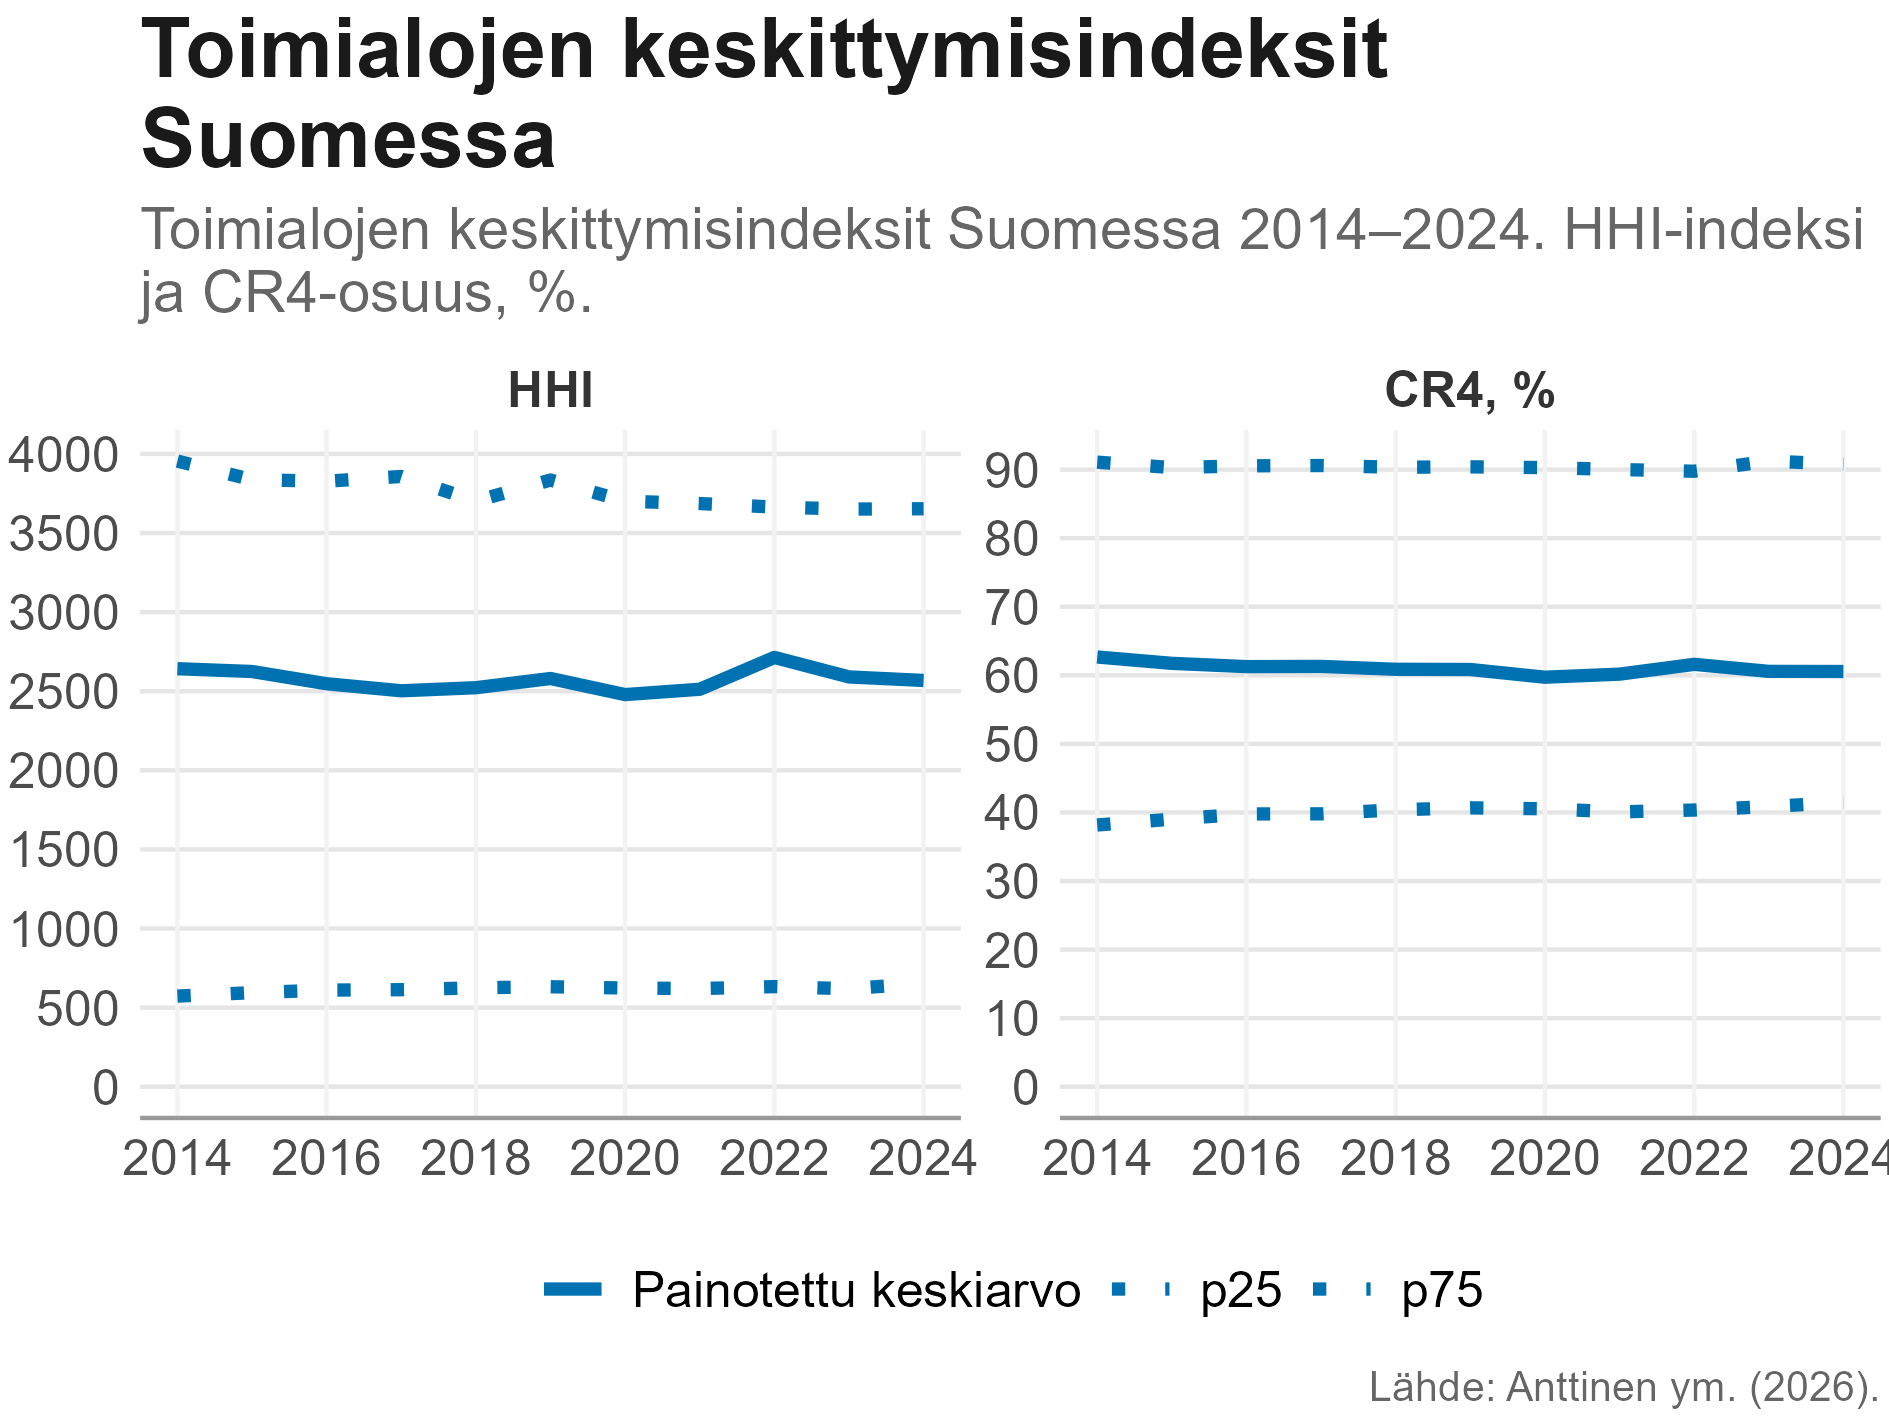 Toimialojen keskittymisindeksit
Suomessa
Toimialojen keskittymisindeksit Suomessa 2014–2024. HHI-indeksi
ja CR4-osuus, %.
HHI
4000
3500
3000
2500
2000
1500
1000
500
0
2014 2016 2018 2020 2022 2024
CR4, %
90
80
70
60
50
40
30
20
10
0
2014 2016 2018 2020 2022 2024
Painotettu keskiarvo p25 p75
Lähde: Anttinen ym. (2026).